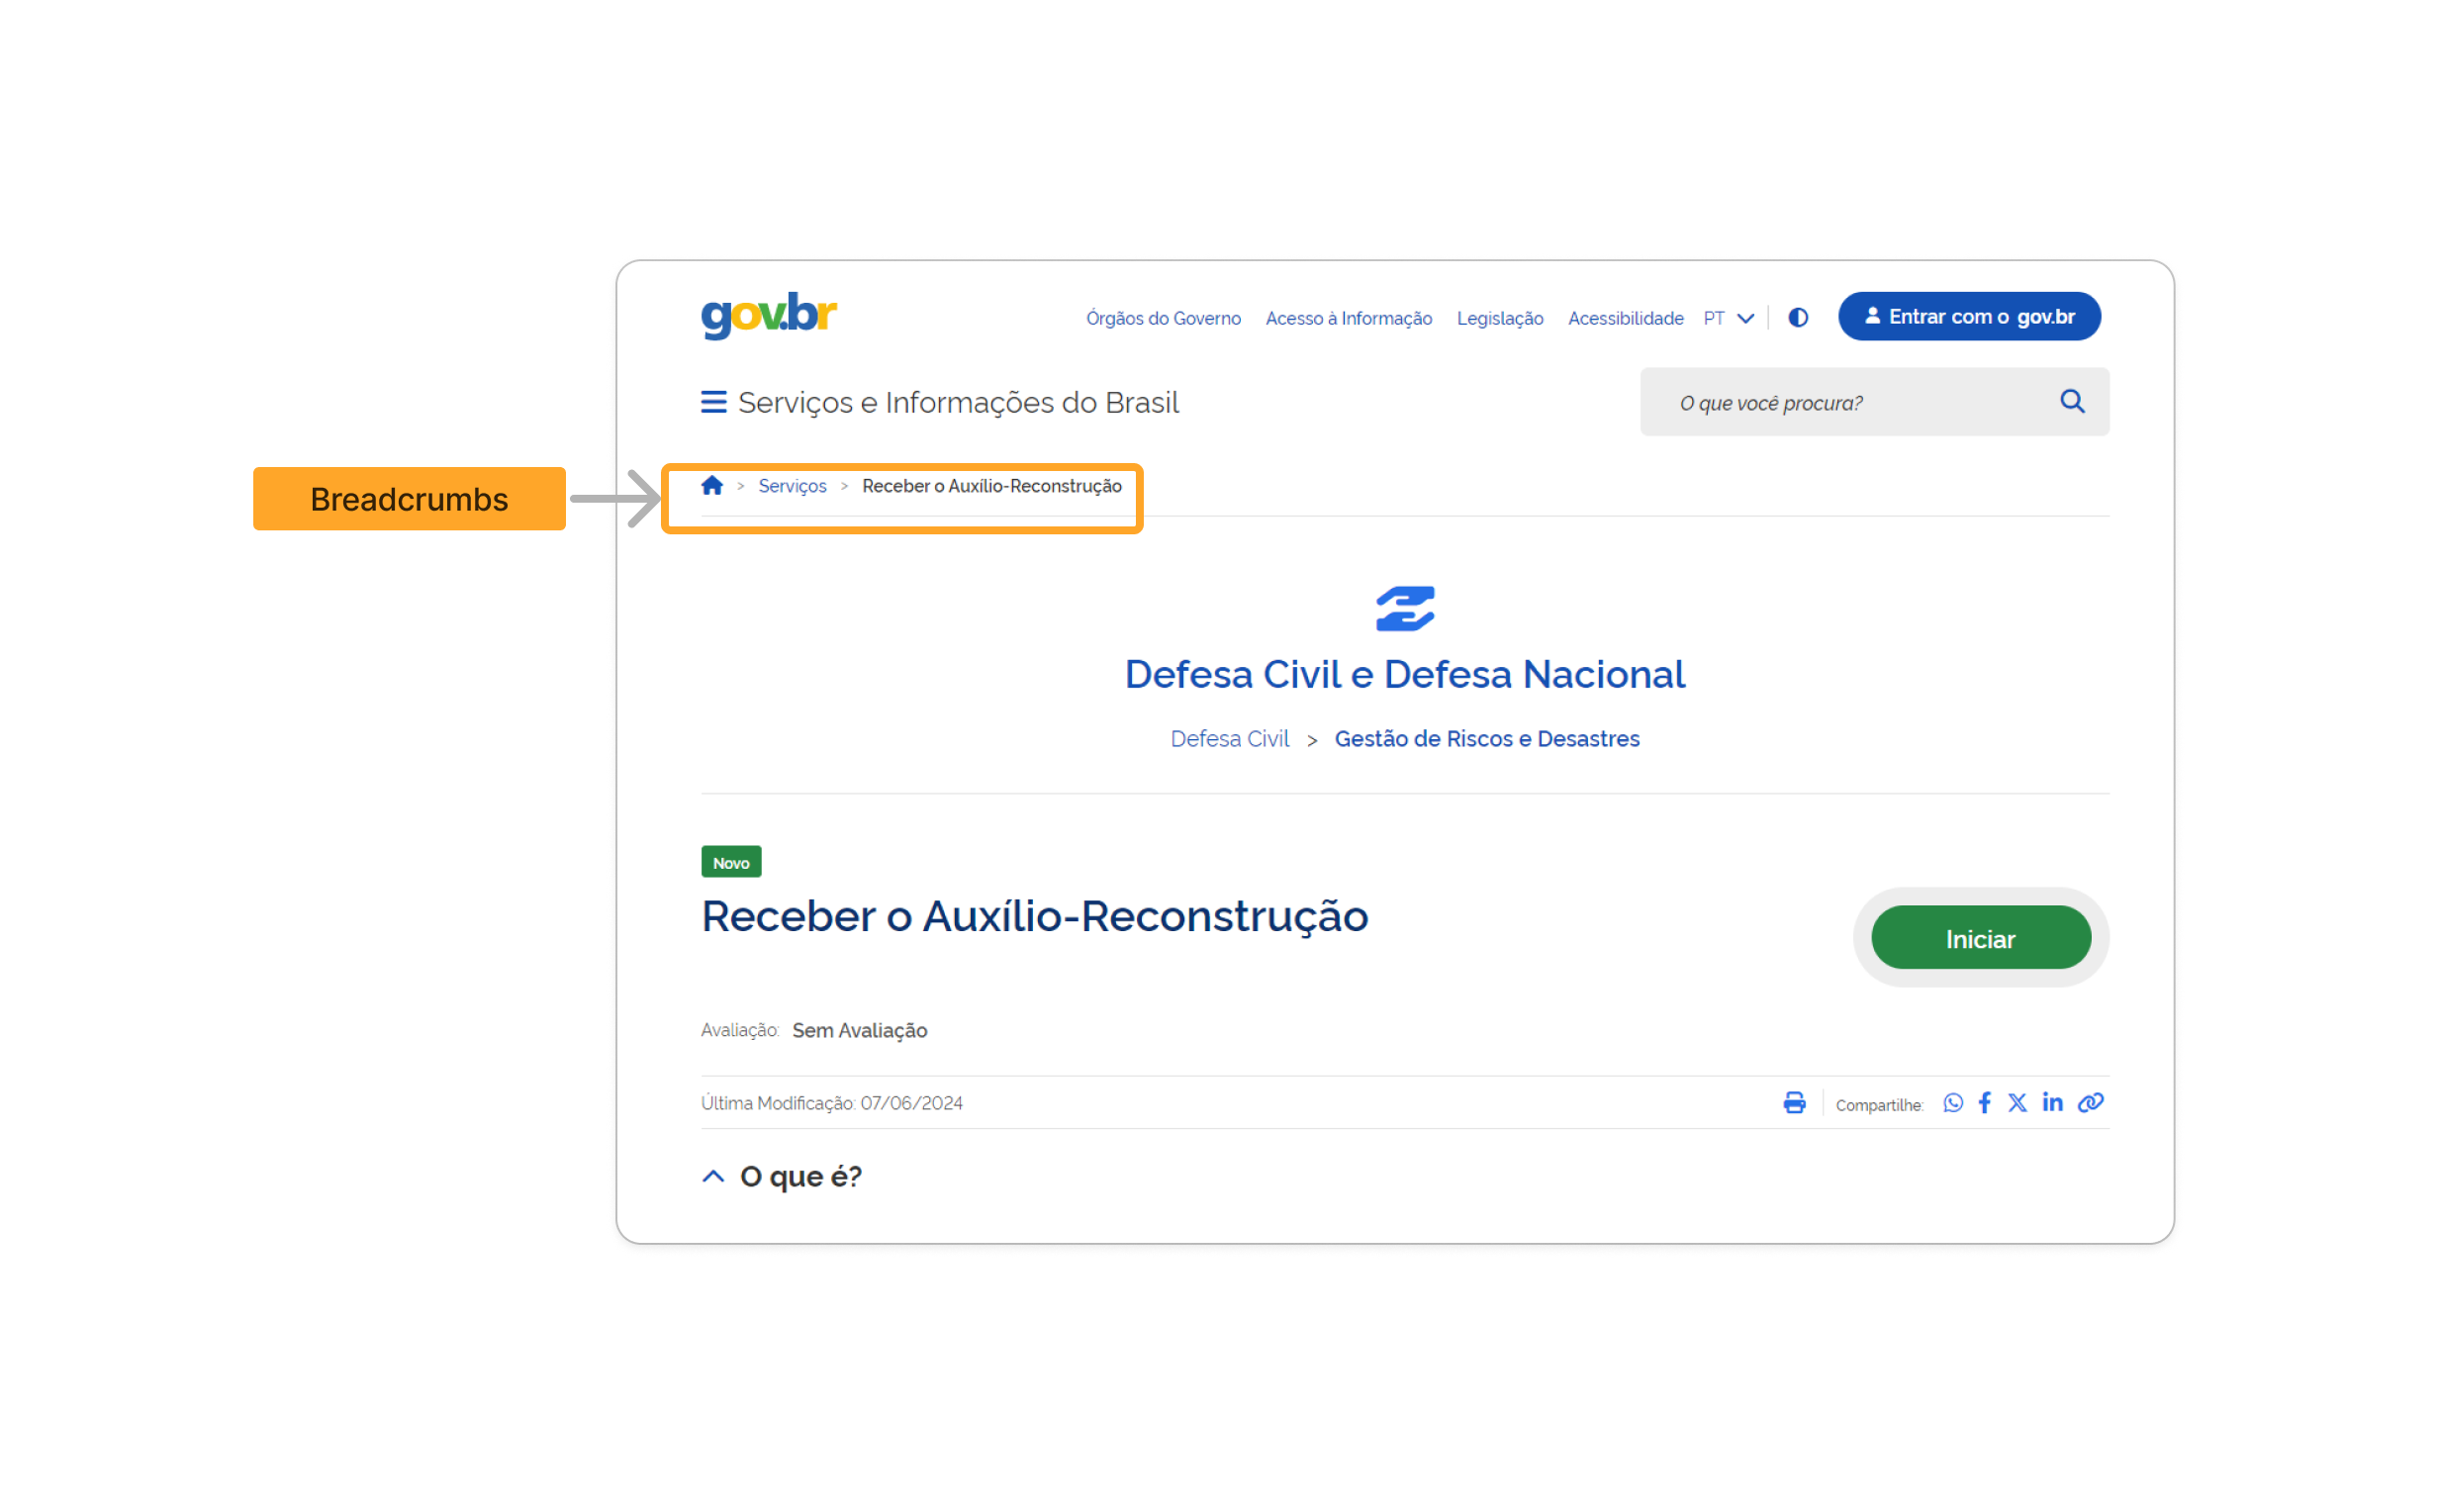 gov.br
Órgãos do Governo Acesso à Informação Legislação Acessibilidade PT Entrar com o gov.br
Serviços e Informações do Brasil O que você procura?
Breadcrumbs
> Serviços > Receber o Auxílio-Reconstrução
Defesa Civil e Defesa Nacional
Defesa Civil > Gestão de Riscos e Desastres
Novo
Receber o Auxílio-Reconstrução
Iniciar
Avaliação: Sem Avaliação
Última Modificação: 07/06/2024 Compartilhe:
O que é?